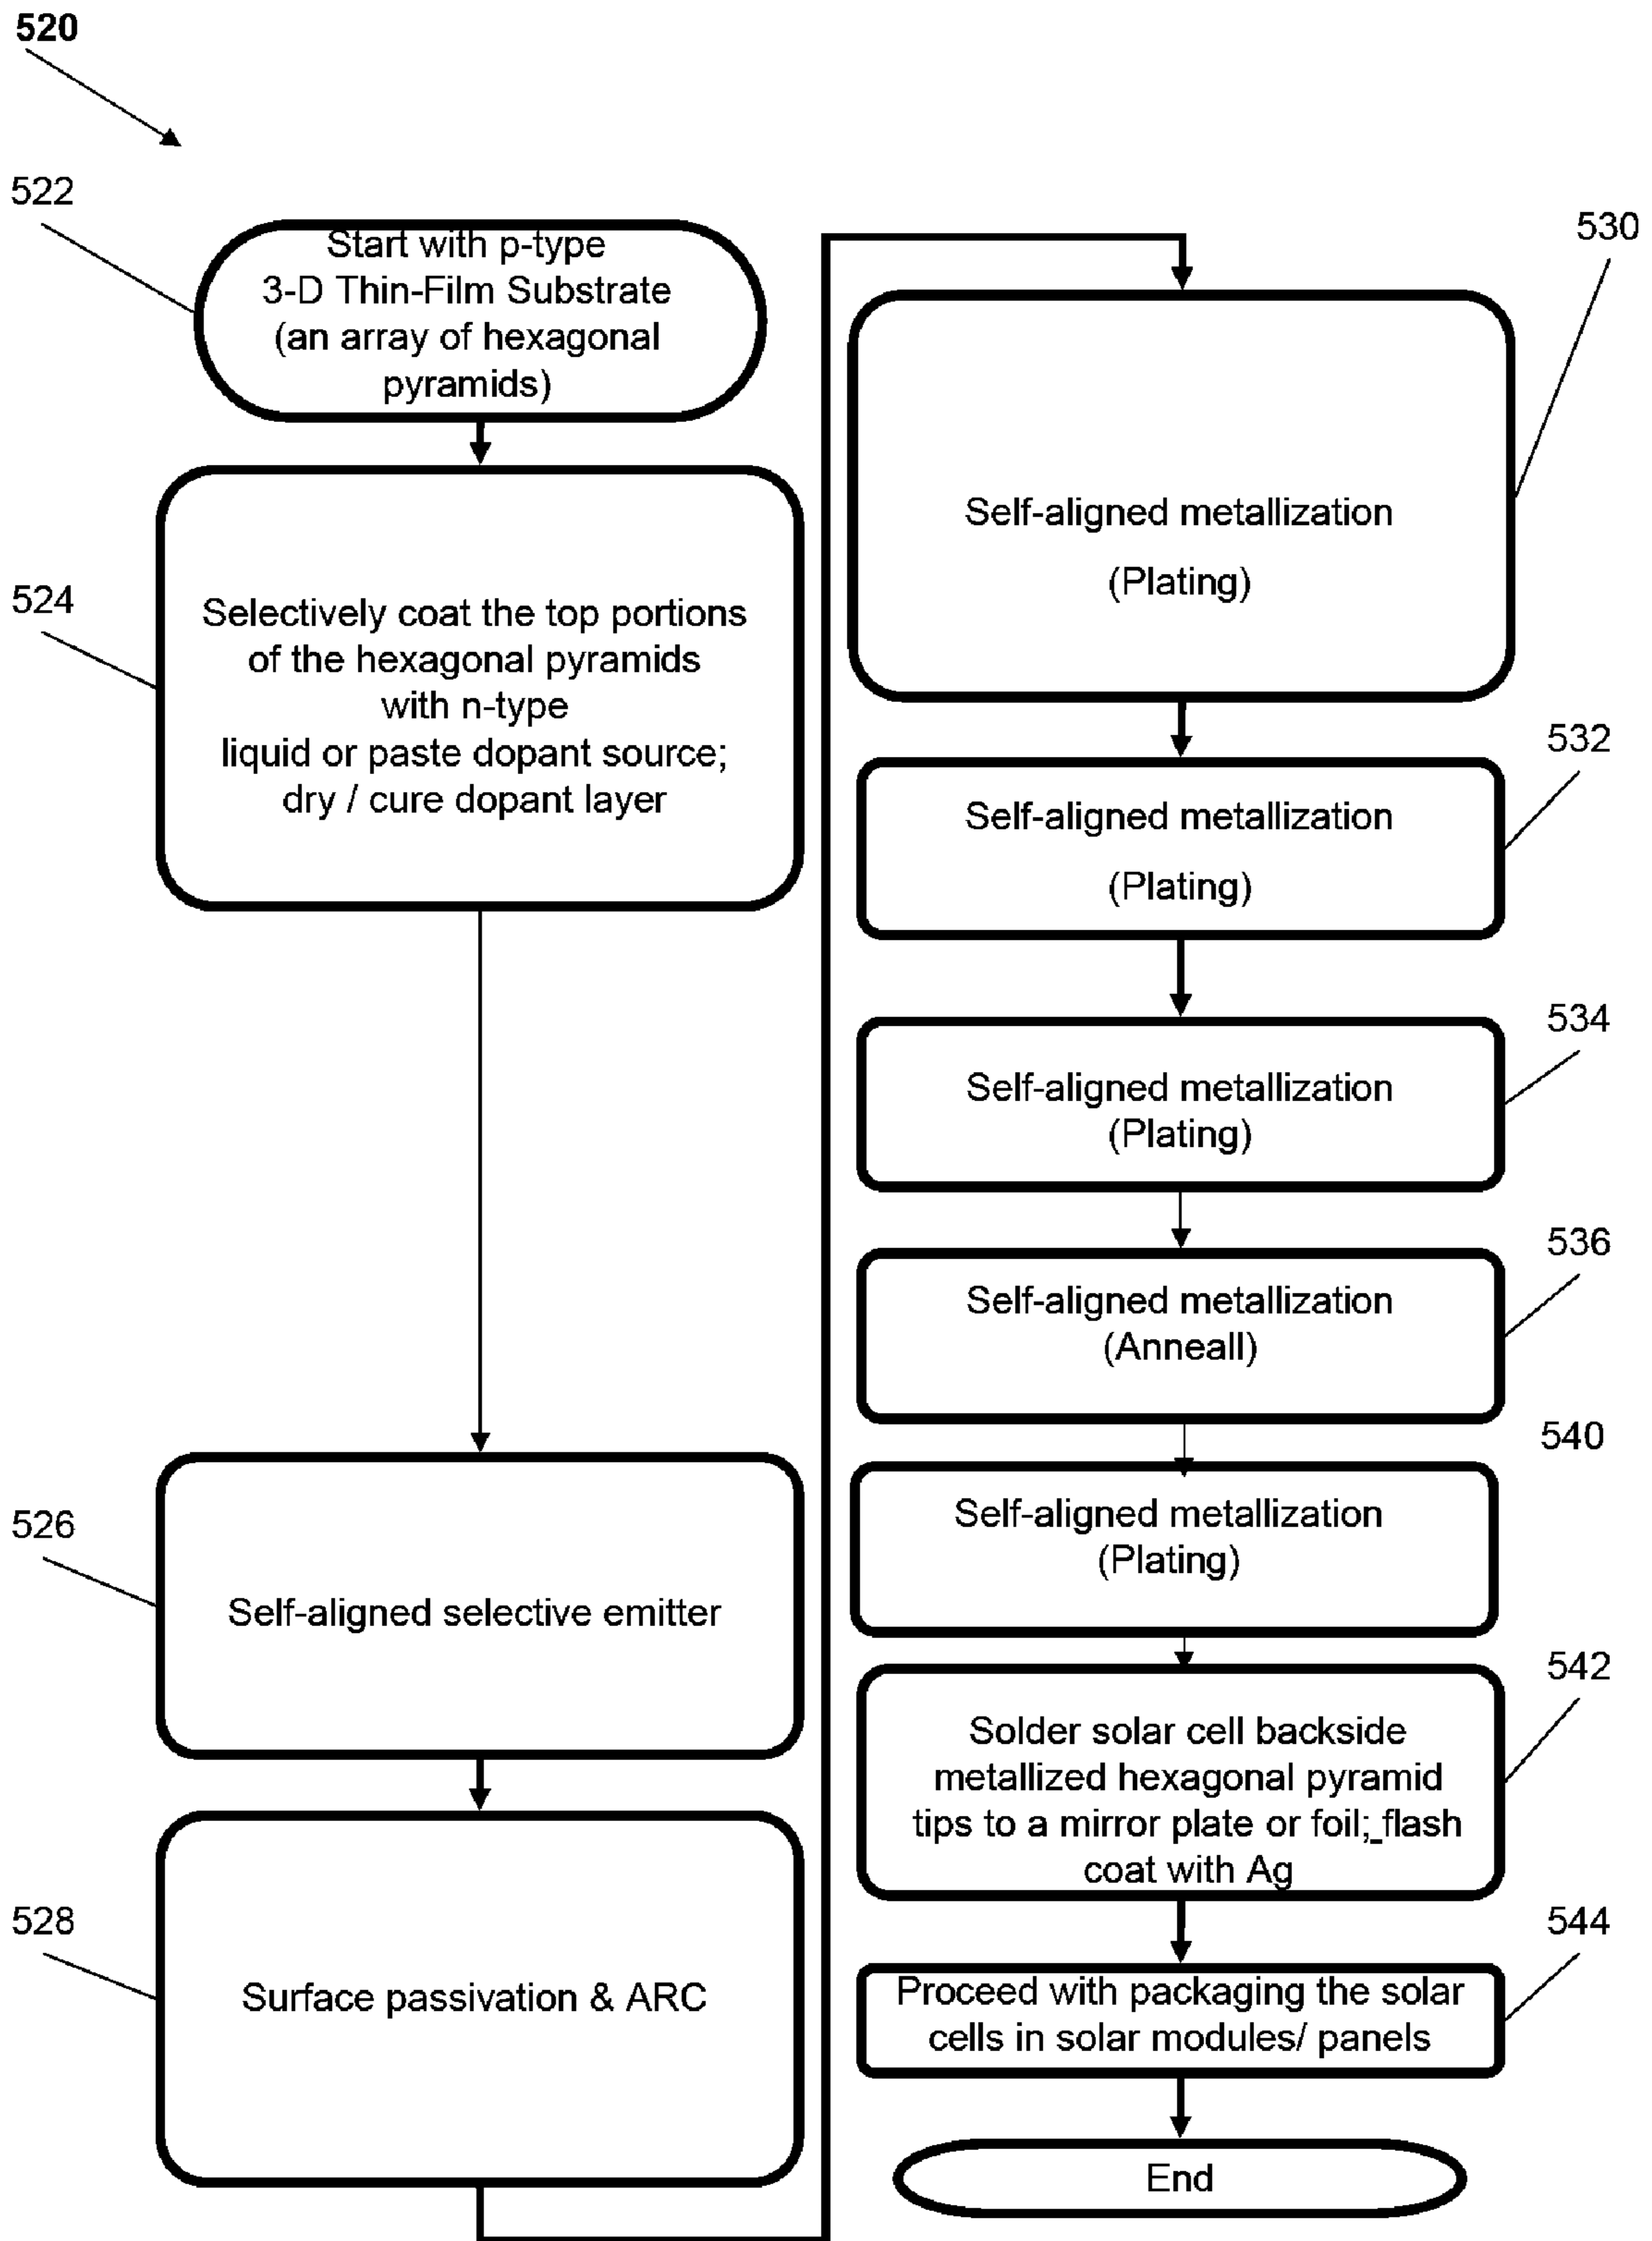 520
522
Start with p-type
3-D Thin-Film Substrate
(an array of hexagonal
pyramids)
524
Selectively coat the top portions
of the hexagonal pyramids
with n-type
liquid or paste dopant source;
dry / cure dopant layer
526
Self-aligned selective emitter
528
Surface passivation & ARC
530
Self-aligned metallization
(Plating)
532
Self-aligned metallization
(Plating)
534
Self-aligned metallization
(Plating)
536
Self-aligned metallization
(Anneall)
540
Self-aligned metallization
(Plating)
542
Solder solar cell backside
metallized hexagonal pyramid
tips to a mirror plate or foil; flash
coat with Ag
544
Proceed with packaging the solar
cells in solar modules/ panels
End